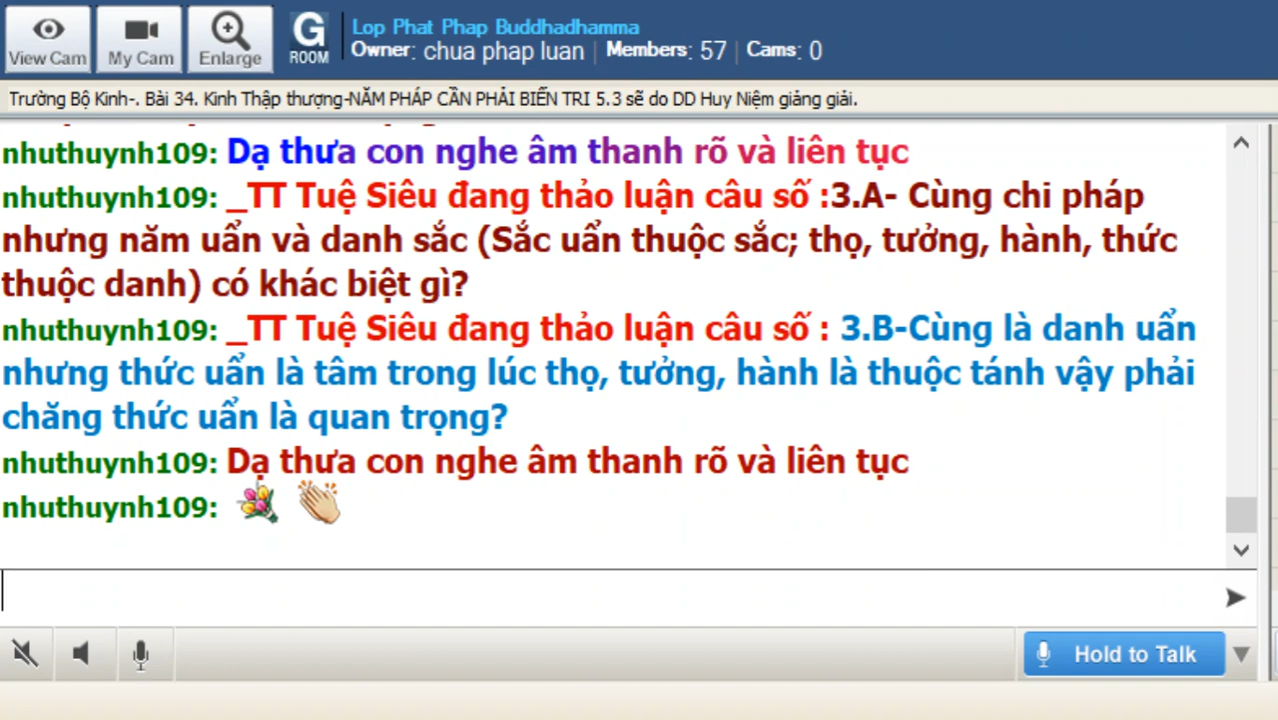 Lop Phat Phap Buddhadhamma
View Cam My Cam Enlarge G ROOM Owner: chua phap luan | Members: 57 | Cams: 0
Trường Bộ Kinh-. Bài 34. Kinh Thập thượng-NĂM PHÁP CẦN PHẢI BIẾN TRI 5.3 sẽ do DD Huy Niệm giảng giải.
nhuthuynh109: Dạ thưa con nghe âm thanh rõ và liên tục
nhuthuynh109: _TT Tuệ Siêu đang thảo luận câu số :3.A- Cùng chi pháp
nhưng năm uẩn và danh sắc (Sắc uẩn thuộc sắc; thọ, tưởng, hành, thức
thuộc danh) có khác biệt gì?
nhuthuynh109: _TT Tuệ Siêu đang thảo luận câu số : 3.B-Cùng là danh uẩn
nhưng thức uẩn là tâm trong lúc thọ, tưởng, hành là thuộc tánh vậy phải
chăng thức uẩn là quan trọng?
nhuthuynh109: Dạ thưa con nghe âm thanh rõ và liên tục
nhuthuynh109:
Hold to Talk